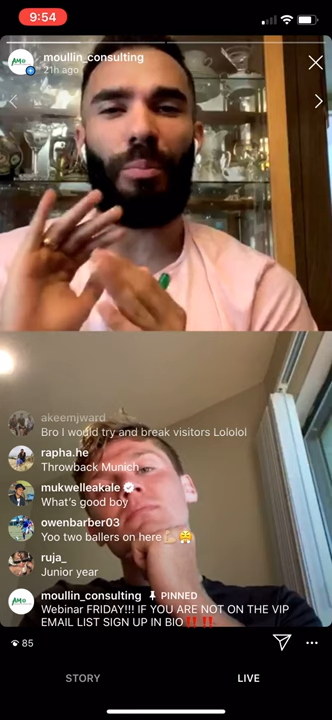 9:54
moullin_consulting
21h ago
akeemjward
Bro I would try and break visitors Lololol
rapha.he
Throwback Munich
mukwelleakale
What's good boy
owenbarber03
Yoo two ballers on here💪🏼😤
ruja_
Junior year
moullin_consulting PINNED
Webinar FRIDAY!!! IF YOU ARE NOT ON THE VIP
EMAIL LIST SIGN UP IN BIO‼️‼️
85
STORY LIVE